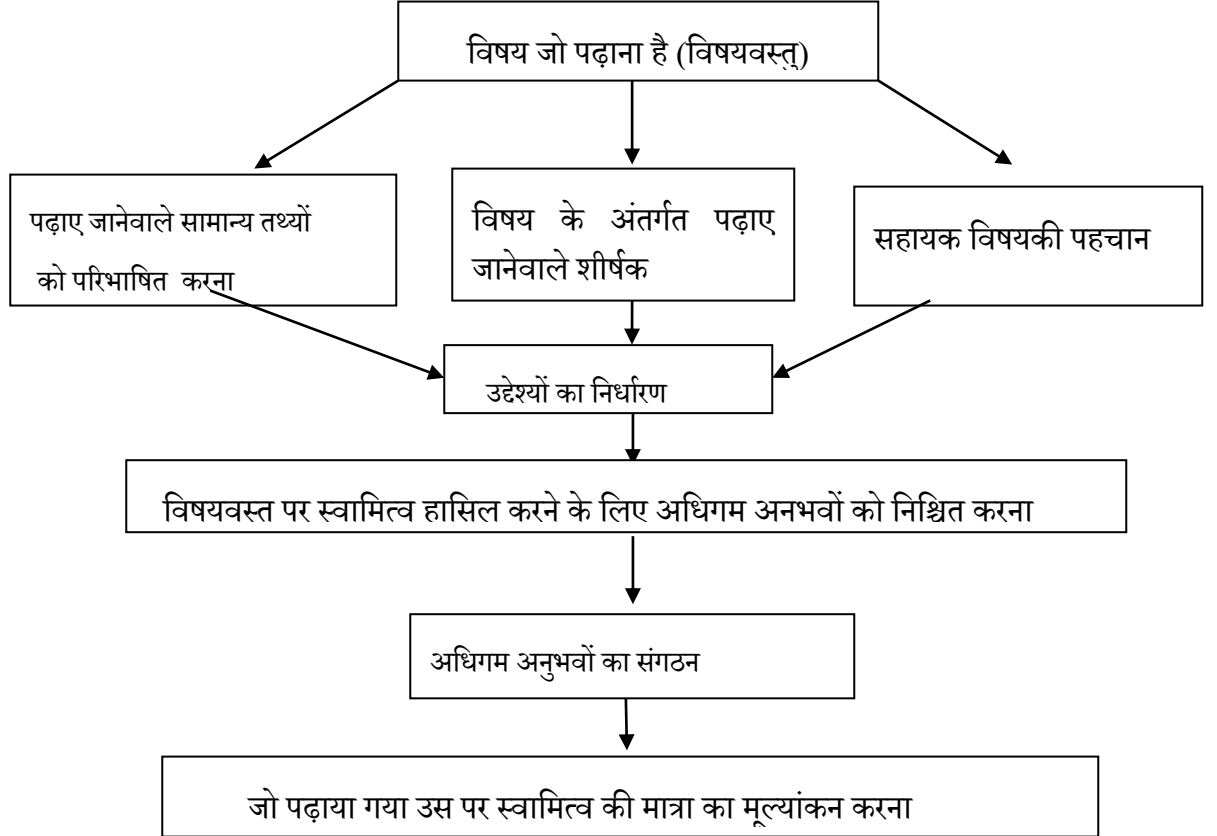 विषय जो पढ़ाना है (विषयवस्तु)
पढ़ाए जानेवाले सामान्य तथ्यों
को परिभाषित करना
विषय के अंतर्गत पढ़ाए
जानेवाले शीर्षक
सहायक विषयकी पहचान
उद्देश्यों का निर्धारण
विषयवस्त पर स्वामित्व हासिल करने के लिए अधिगम अनभवों को निश्चित करना
अधिगम अनुभवों का संगठन
जो पढ़ाया गया उस पर स्वामित्व की मात्रा का मूल्यांकन करना